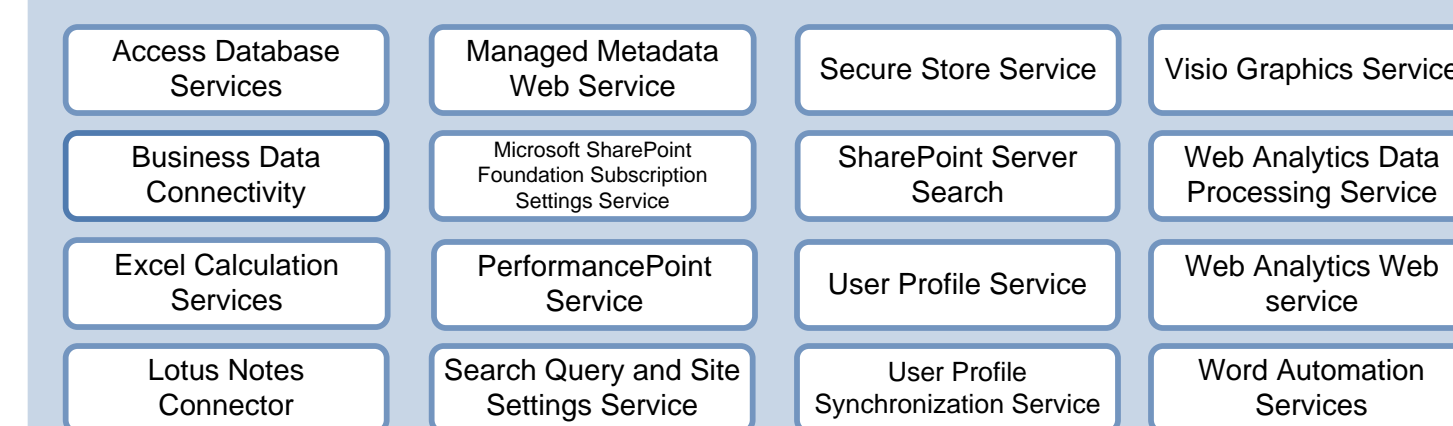 Access Database
Services
Managed Metadata
Web Service
Secure Store Service
Visio Graphics Service
Business Data
Connectivity
Microsoft SharePoint
Foundation Subscription
Settings Service
SharePoint Server
Search
Web Analytics Data
Processing Service
Excel Calculation
Services
PerformancePoint
Service
User Profile Service
Web Analytics Web
service
Lotus Notes
Connector
Search Query and Site
Settings Service
User Profile
Synchronization Service
Word Automation
Services